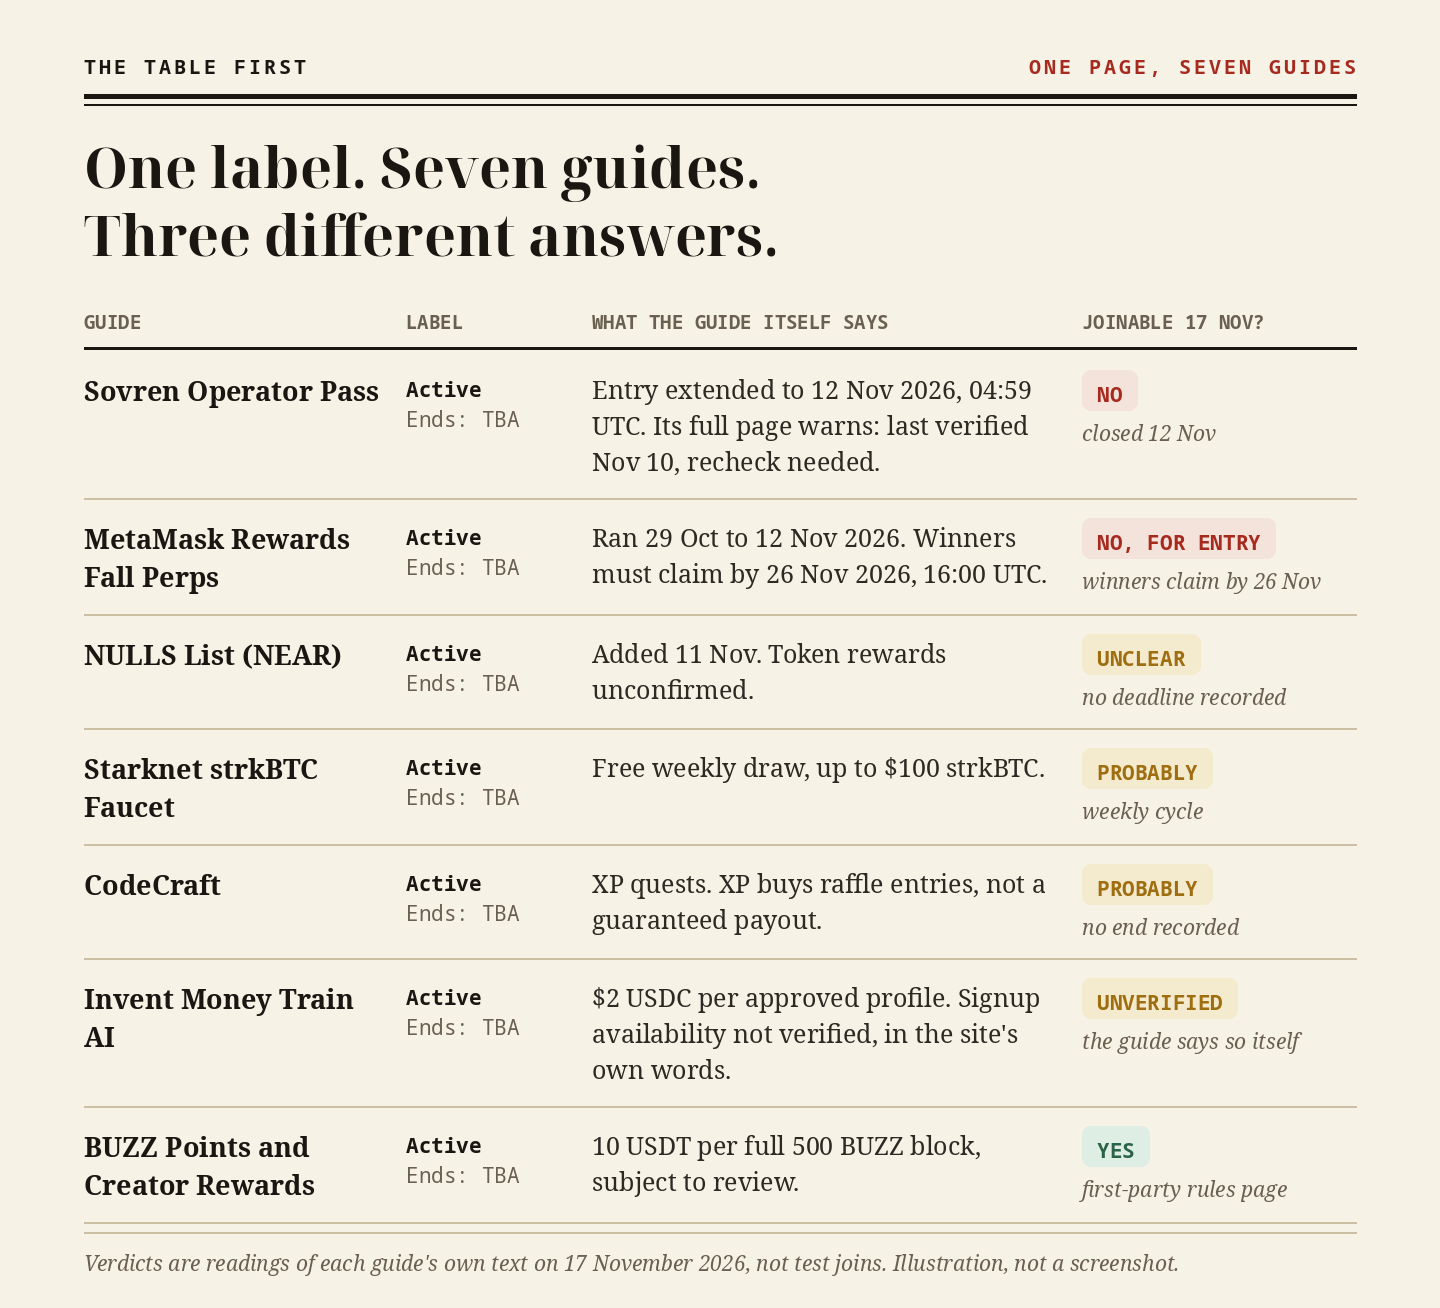 THE TABLE FIRST
ONE PAGE, SEVEN GUIDES
One label. Seven guides.
Three different answers.
GUIDE
LABEL
WHAT THE GUIDE ITSELF SAYS
JOINABLE 17 NOV?
Sovren Operator Pass
Active
Ends: TBA
Entry extended to 12 Nov 2026, 04:59
UTC. Its full page warns: last verified
Nov 10, recheck needed.
NO
closed 12 Nov
MetaMask Rewards
Fall Perps
Active
Ends: TBA
Ran 29 Oct to 12 Nov 2026. Winners
must claim by 26 Nov 2026, 16:00 UTC.
NO, FOR ENTRY
winners claim by 26 Nov
NULLS List (NEAR)
Active
Ends: TBA
Added 11 Nov. Token rewards
unconfirmed.
UNCLEAR
no deadline recorded
Starknet strkBTC
Faucet
Active
Ends: TBA
Free weekly draw, up to $100 strkBTC.
PROBABLY
weekly cycle
CodeCraft
Active
Ends: TBA
XP quests. XP buys raffle entries, not a
guaranteed payout.
PROBABLY
no end recorded
Invent Money Train
AI
Active
Ends: TBA
$2 USDC per approved profile. Signup
availability not verified, in the site's
own words.
UNVERIFIED
the guide says so itself
BUZZ Points and
Creator Rewards
Active
Ends: TBA
10 USDT per full 500 BUZZ block,
subject to review.
YES
first-party rules page
Verdicts are readings of each guide's own text on 17 November 2026, not test joins. Illustration, not a screenshot.